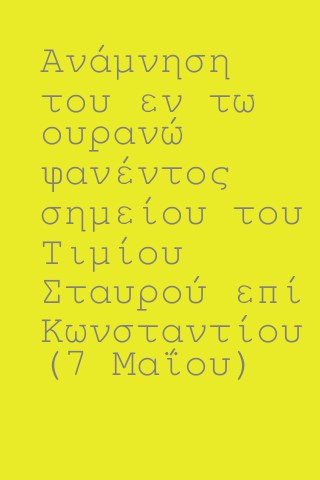 Ανάμνηση
του εν τω
ουρανώ
φανέντος
σημείου του
Τιμίου
Σταυρού επί
Κωνσταντίου
(7 Μαΐου)